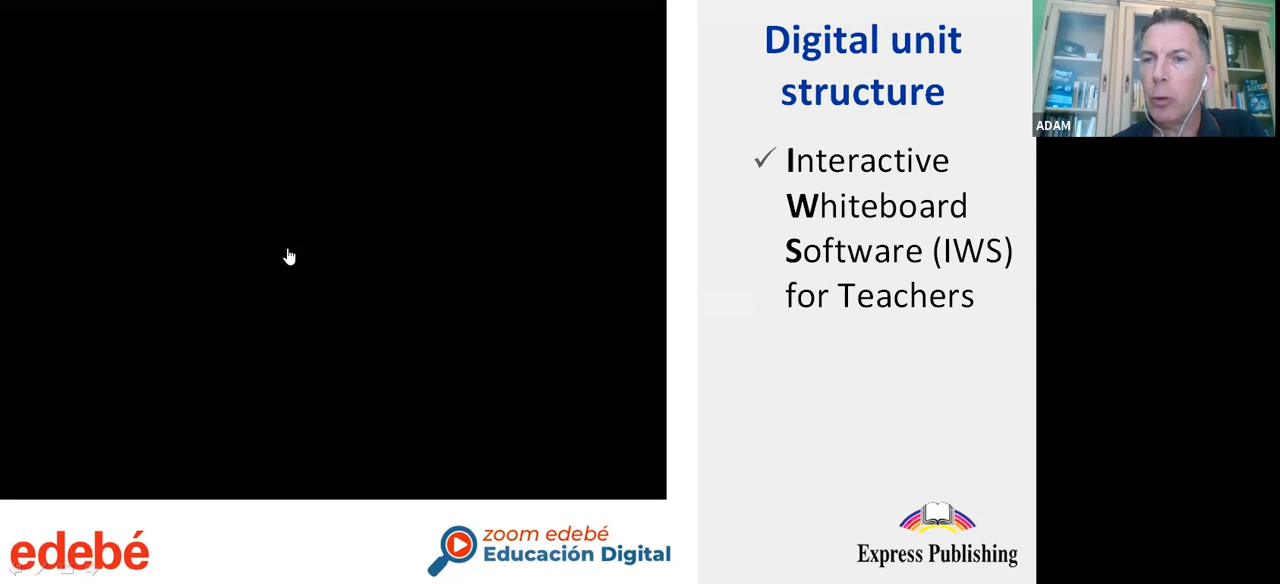 Digital unit
structure
✓ Interactive
Whiteboard
Software (IWS)
for Teachers
ADAM
edebé
zoom edebé
Educación Digital
Express Publishing